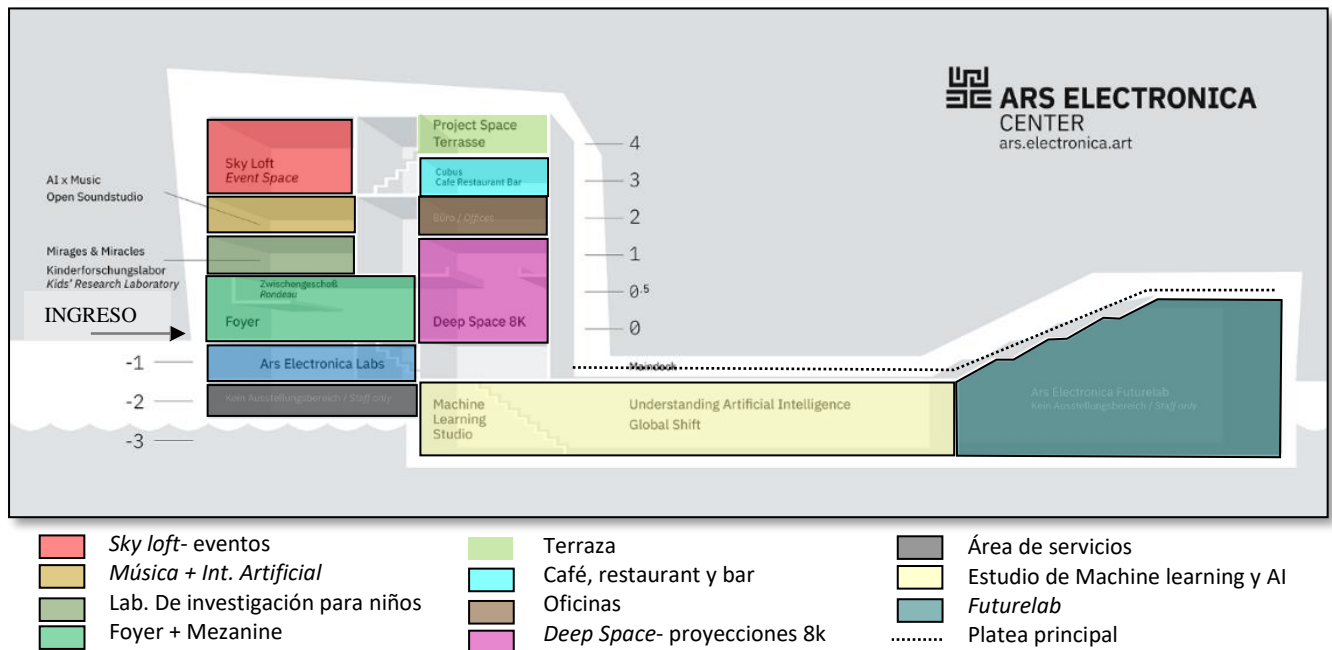 ARS ELECTRONICA
CENTER
ars.electronica.art
Project Space
Terrasse
4
Sky Loft
Event Space
Cubus
Cafe Restaurant Bar
3
AI x Music
Open Soundstudio
Büro / Offices
2
Mirages & Miracles
Kinderforschungslabor
Kids' Research Laboratory
1
Zwischengeschoß
Rondeau
0.5
INGRESO
Foyer
Deep Space 8K
0
-1
Ars Electronica Labs
Maindeck
-2
Kein Ausstellungsbereich / Staff only
Machine
Learning
Studio
Understanding Artificial Intelligence
Global Shift
Ars Electronica Futurelab
Kein Ausstellungsbereich / Staff only
-3
Sky loft- eventos
Música + Int. Artificial
Lab. De investigación para niños
Foyer + Mezanine
Terraza
Café, restaurant y bar
Oficinas
Deep Space- proyecciones 8k
Área de servicios
Estudio de Machine learning y AI
Futurelab
Platea principal